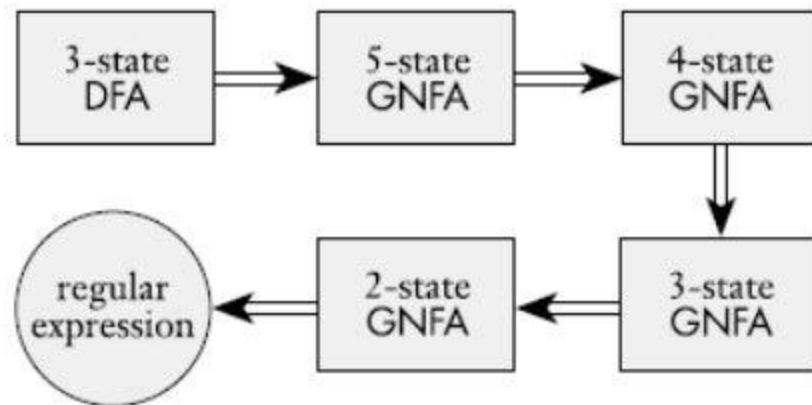 3-state
DFA
5-state
GNFA
4-state
GNFA
3-state
GNFA
2-state
GNFA
regular
expression